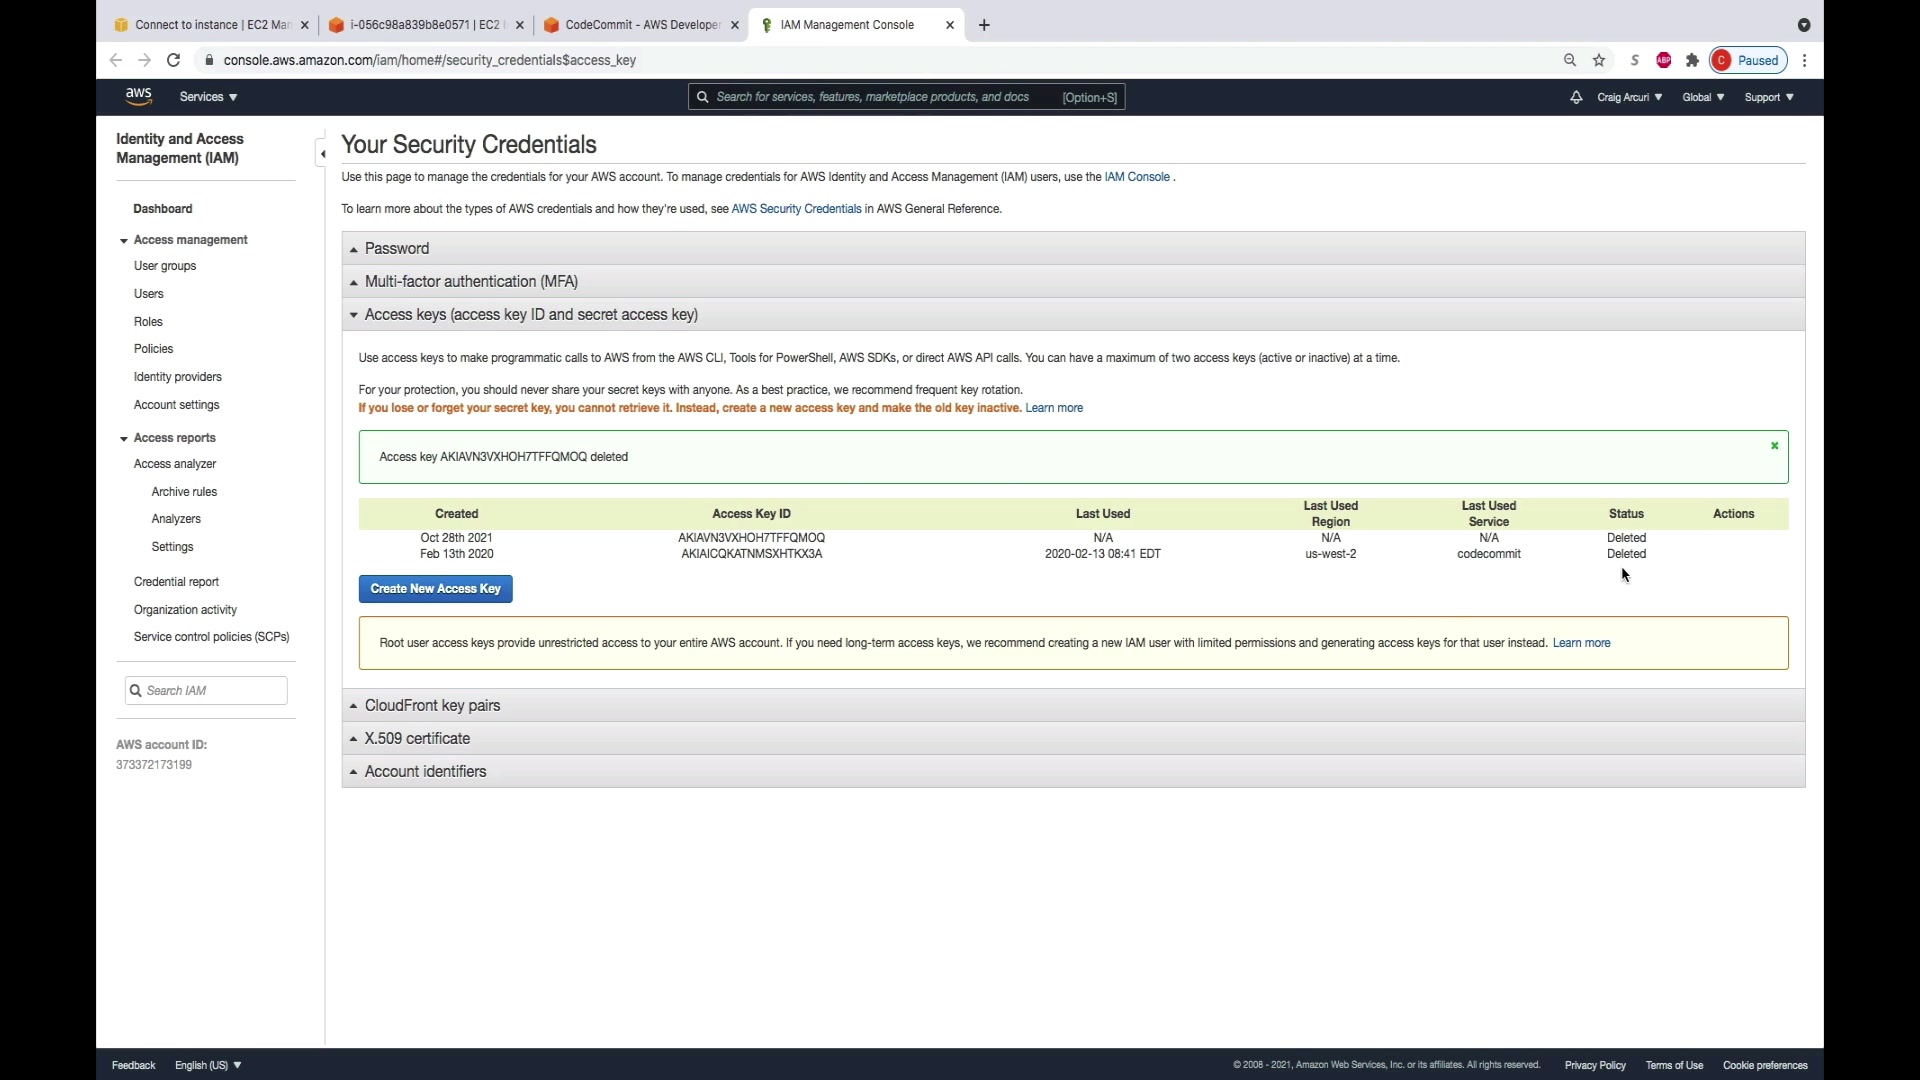 Connect to instance | EC2 Man
i-056c98a839b8e0571 | EC2 I
CodeCommit - AWS Developer
IAM Management Console
console.aws.amazon.com/iam/home#/security_credentials$access_key
S
ABP
C
Paused
aws
Services
Search for services, features, marketplace products, and docs
[Option+S]
Craig Arcuri
Global
Support
Identity and Access
Management (IAM)
Dashboard
Access management
User groups
Users
Roles
Policies
Identity providers
Account settings
Access reports
Access analyzer
Archive rules
Analyzers
Settings
Credential report
Organization activity
Service control policies (SCPs)
Search IAM
AWS account ID:
373372173199
Your Security Credentials
Use this page to manage the credentials for your AWS account. To manage credentials for AWS Identity and Access Management (IAM) users, use the IAM Console .
To learn more about the types of AWS credentials and how they're used, see AWS Security Credentials in AWS General Reference.
Password
Multi-factor authentication (MFA)
Access keys (access key ID and secret access key)
Use access keys to make programmatic calls to AWS from the AWS CLI, Tools for PowerShell, AWS SDKs, or direct AWS API calls. You can have a maximum of two access keys (active or inactive) at a time.
For your protection, you should never share your secret keys with anyone. As a best practice, we recommend frequent key rotation.
If you lose or forget your secret key, you cannot retrieve it. Instead, create a new access key and make the old key inactive. Learn more
Access key AKIAVN3VXHOH7TFFQMOQ deleted
Created Access Key ID Last Used Last Used Region Last Used Service Status Actions
Oct 28th 2021 AKIAVN3VXHOH7TFFQMOQ N/A N/A N/A Deleted
Feb 13th 2020 AKIAICQKATNMSXHTKX3A 2020-02-13 08:41 EDT us-west-2 codecommit Deleted
Create New Access Key
Root user access keys provide unrestricted access to your entire AWS account. If you need long-term access keys, we recommend creating a new IAM user with limited permissions and generating access keys for that user instead. Learn more
CloudFront key pairs
X.509 certificate
Account identifiers
Feedback
English (US)
© 2008 - 2021, Amazon Web Services, Inc. or its affiliates. All rights reserved.
Privacy Policy
Terms of Use
Cookie preferences